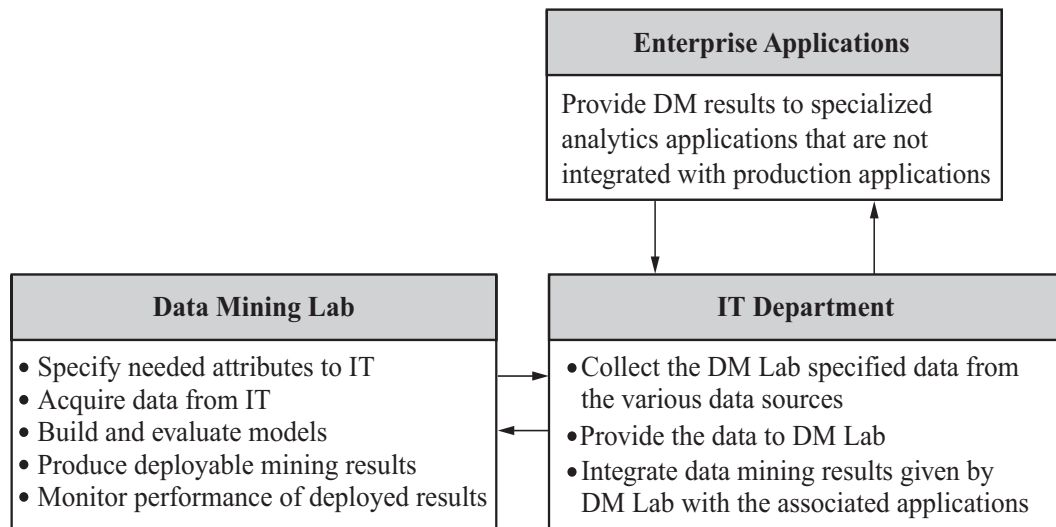 Enterprise Applications
Provide DM results to specialized
analytics applications that are not
integrated with production applications
Data Mining Lab
• Specify needed attributes to IT
• Acquire data from IT
• Build and evaluate models
• Produce deployable mining results
• Monitor performance of deployed results
IT Department
• Collect the DM Lab specified data from
the various data sources
• Provide the data to DM Lab
• Integrate data mining results given by
DM Lab with the associated applications